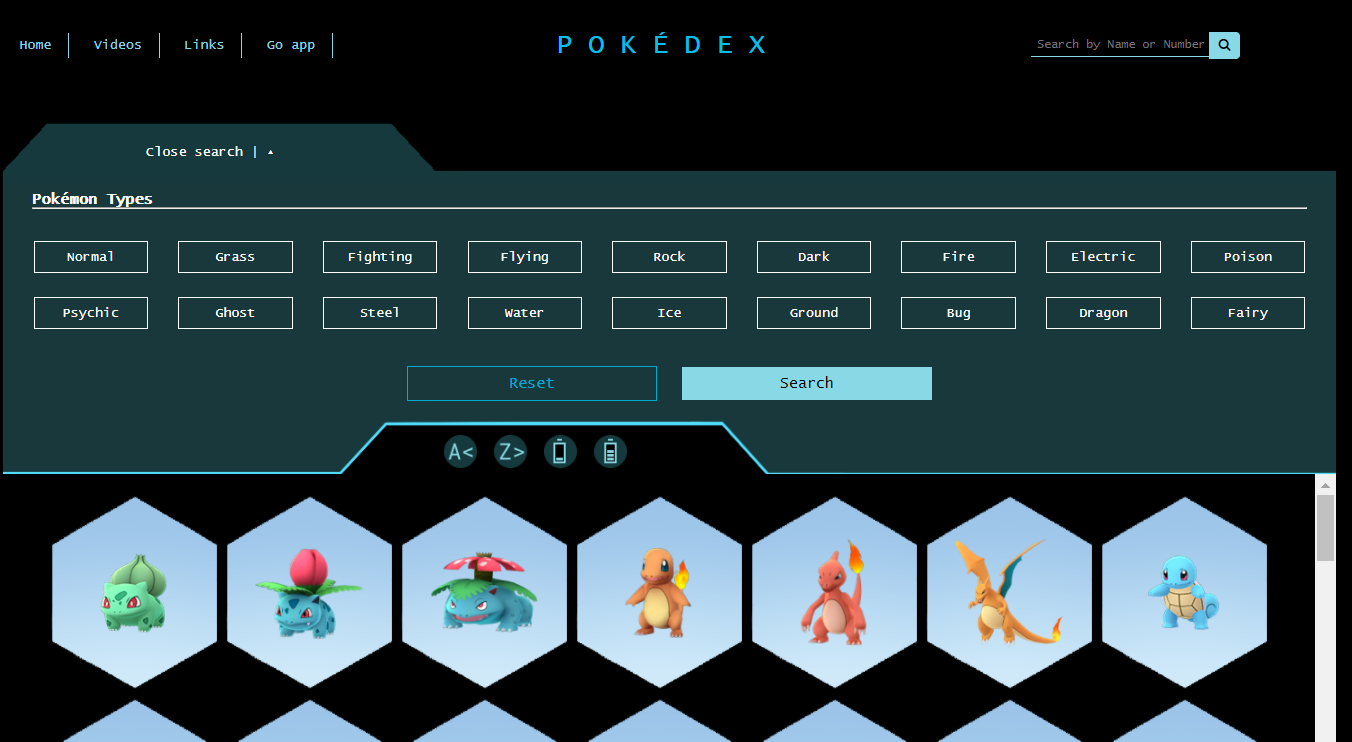 Home Videos Links Go app POKÉDEX Search by Name or Number
Close search | ▴
Pokémon Types
Normal Grass Fighting Flying Rock Dark Fire Electric Poison
Psychic Ghost Steel Water Ice Ground Bug Dragon Fairy
Reset Search
A< Z>